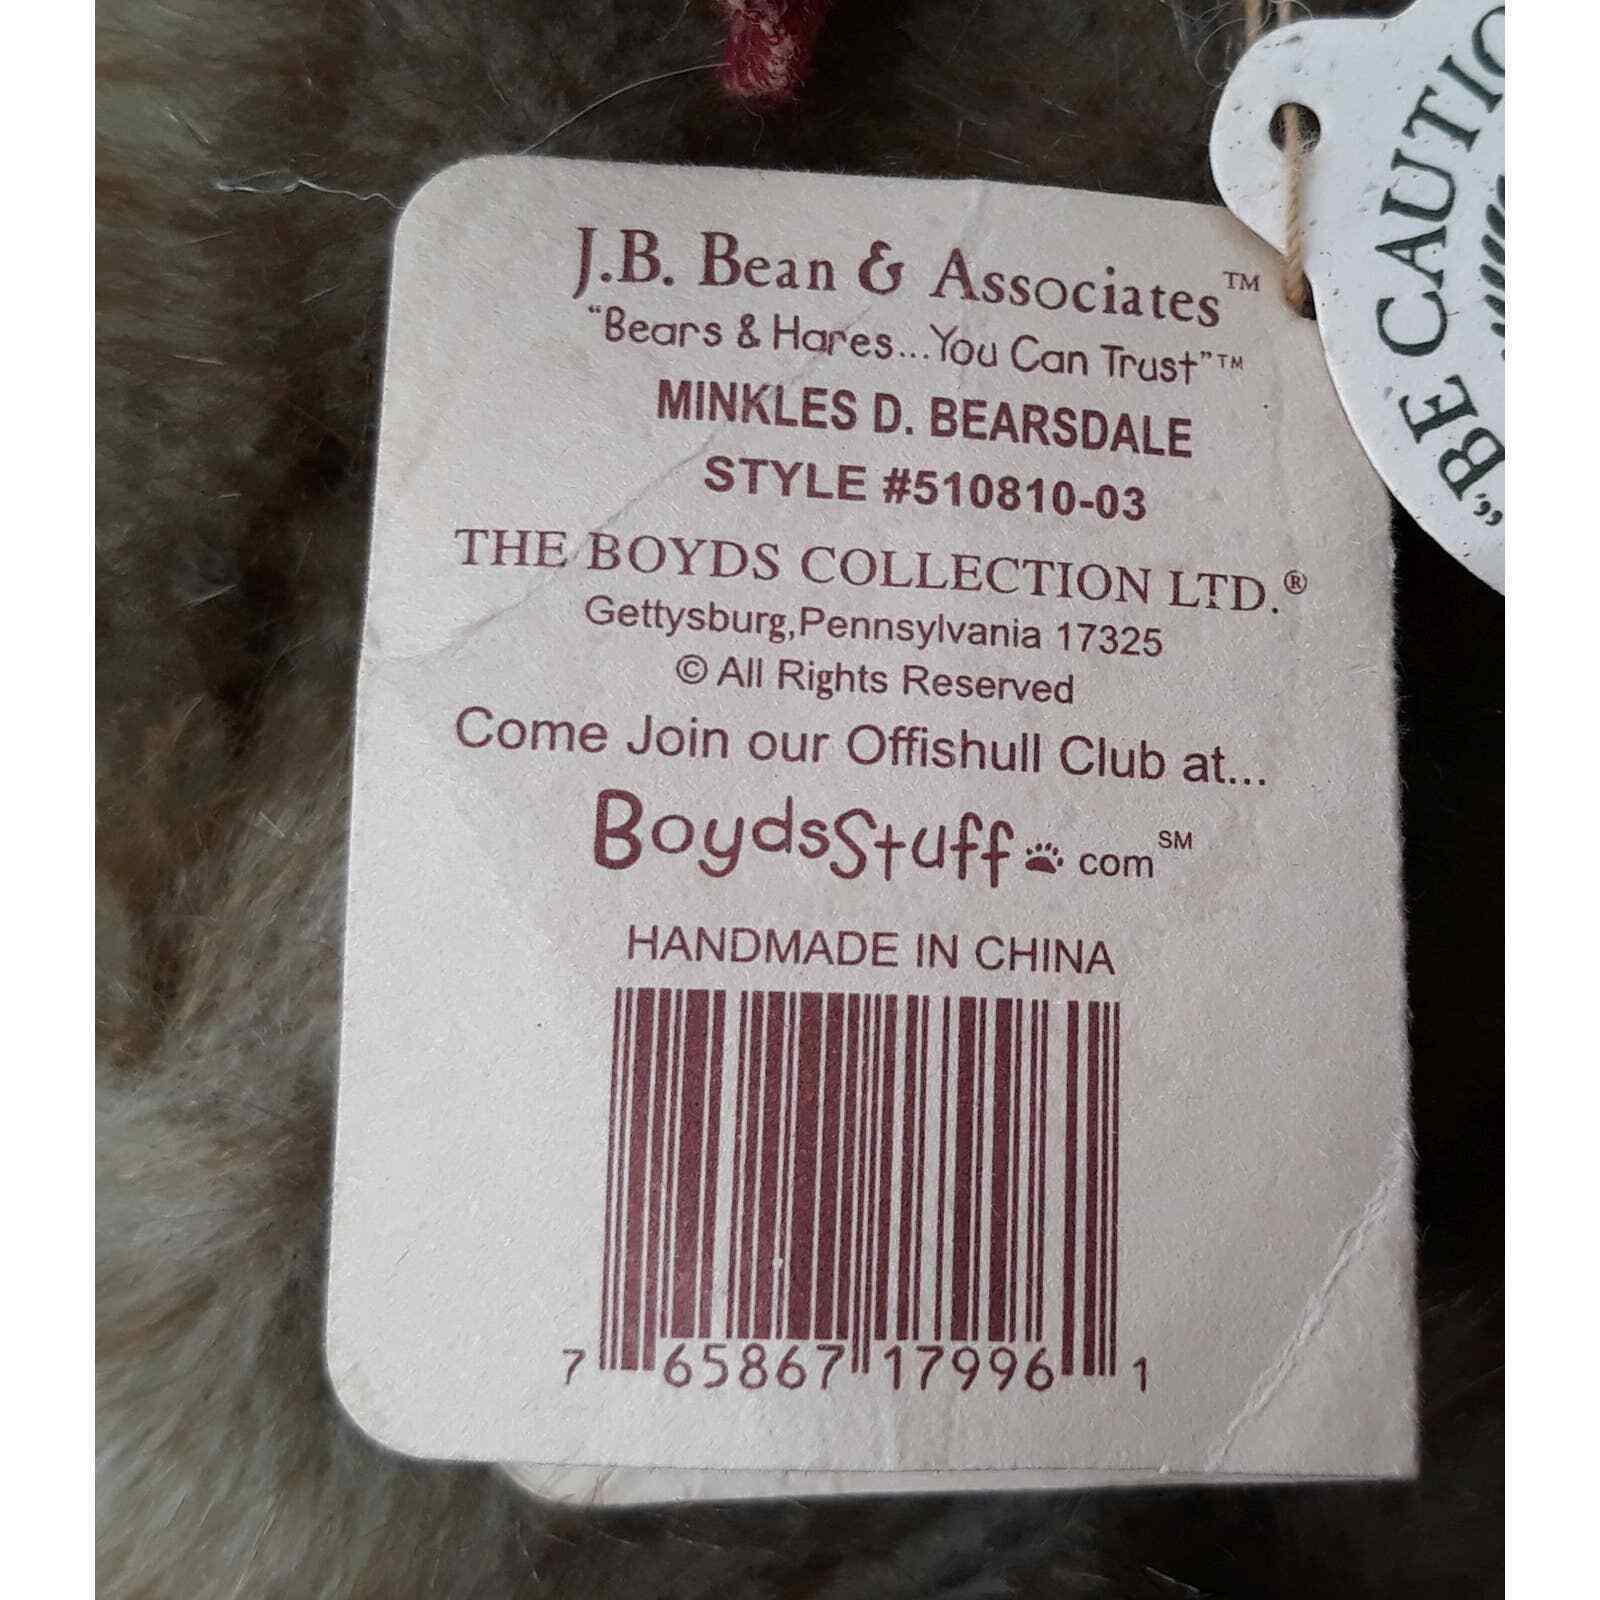 J.B. Bean & Associates™
"Bears & Hares...You Can Trust"™
MINKLES D. BEARSDALE
STYLE #510810-03
THE BOYDS COLLECTION LTD.®
Gettysburg,Pennsylvania 17325
© All Rights Reserved
Come Join our Offishull Club at...
BoydsStuff com℠
HANDMADE IN CHINA
7 65867 17996 1
"BE CAUTIO